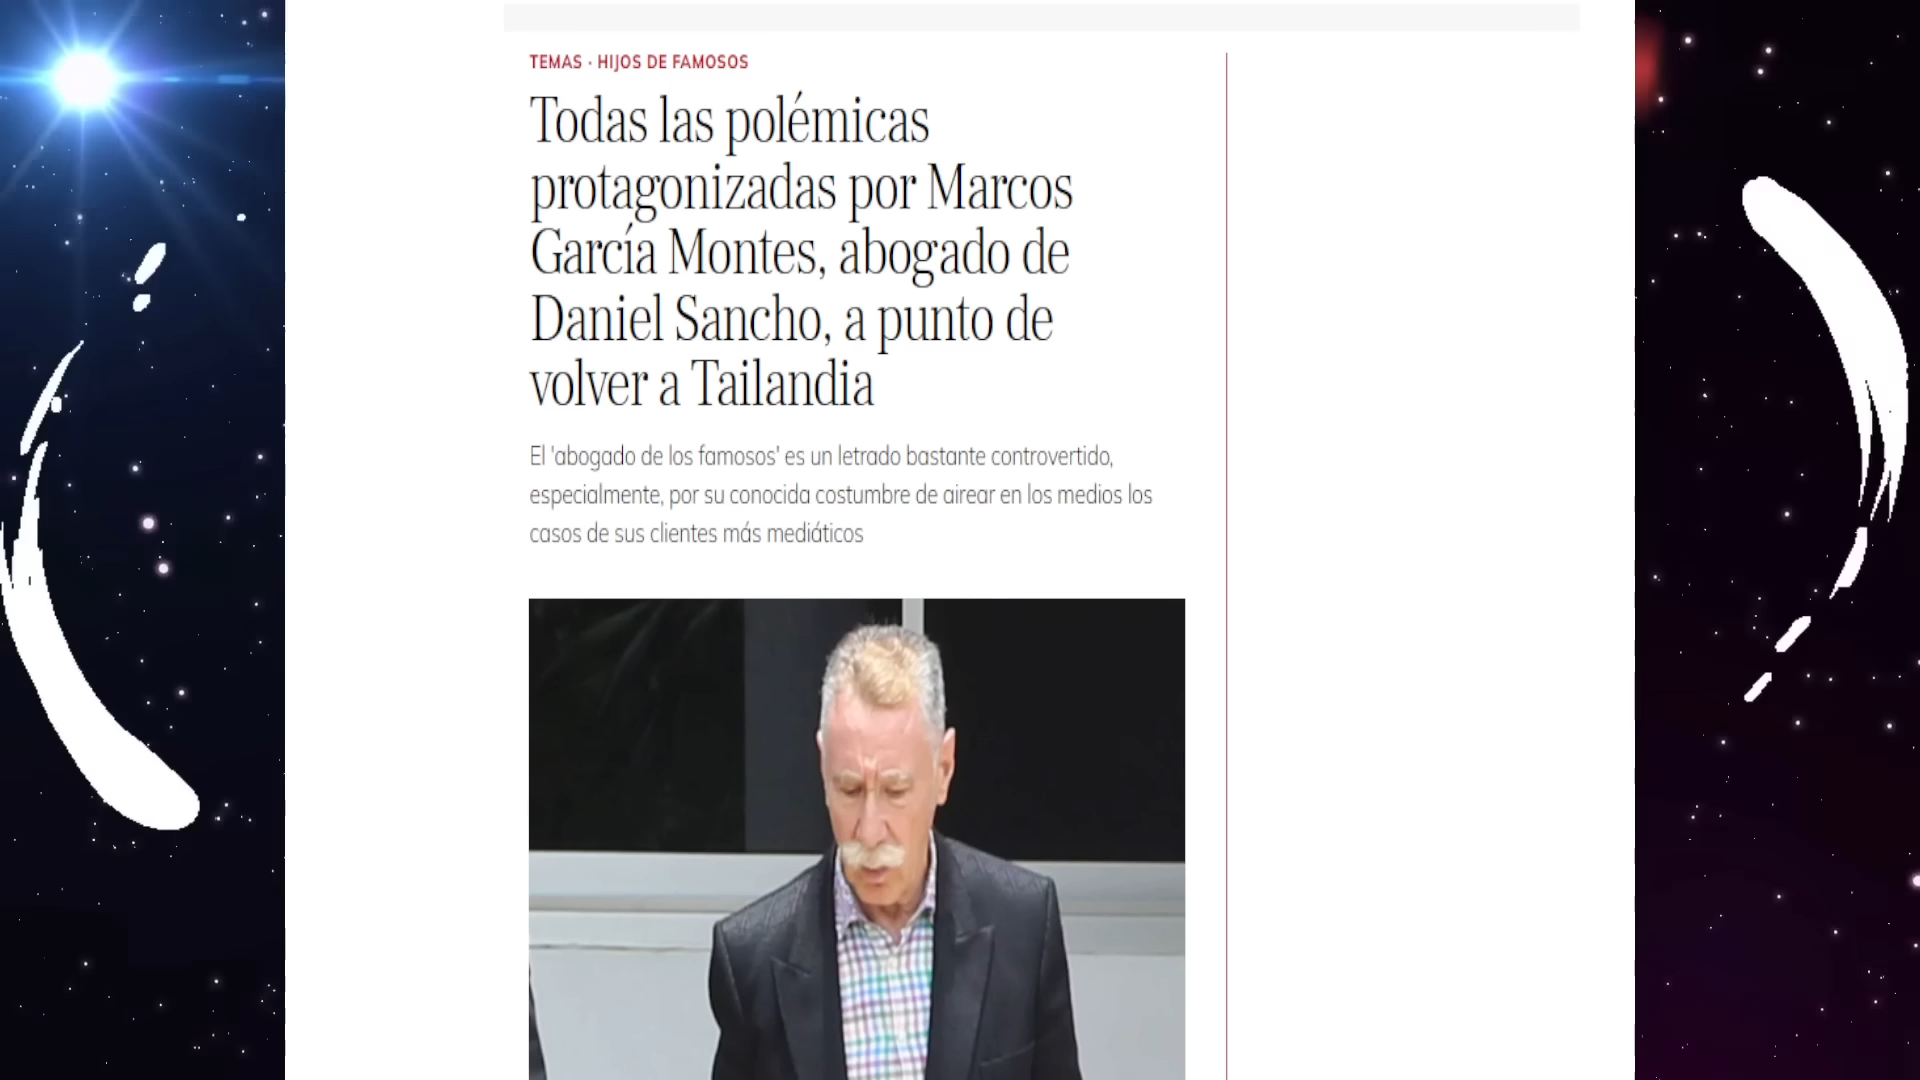 TEMAS · HIJOS DE FAMOSOS
Todas las polémicas
protagonizadas por Marcos
García Montes, abogado de
Daniel Sancho, a punto de
volver a Tailandia
El 'abogado de los famosos' es un letrado bastante controvertido,
especialmente, por su conocida costumbre de airear en los medios los
casos de sus clientes más mediáticos